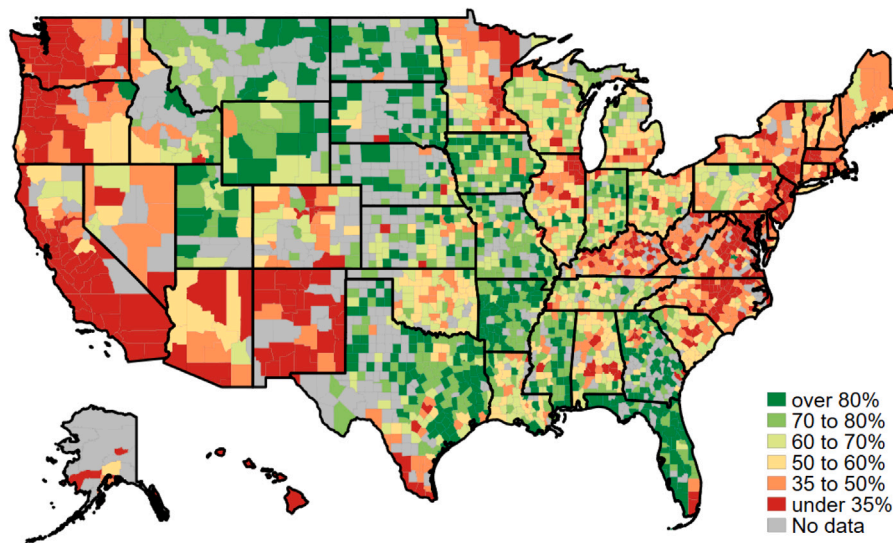 over 80%
70 to 80%
60 to 70%
50 to 60%
35 to 50%
under 35%
No data